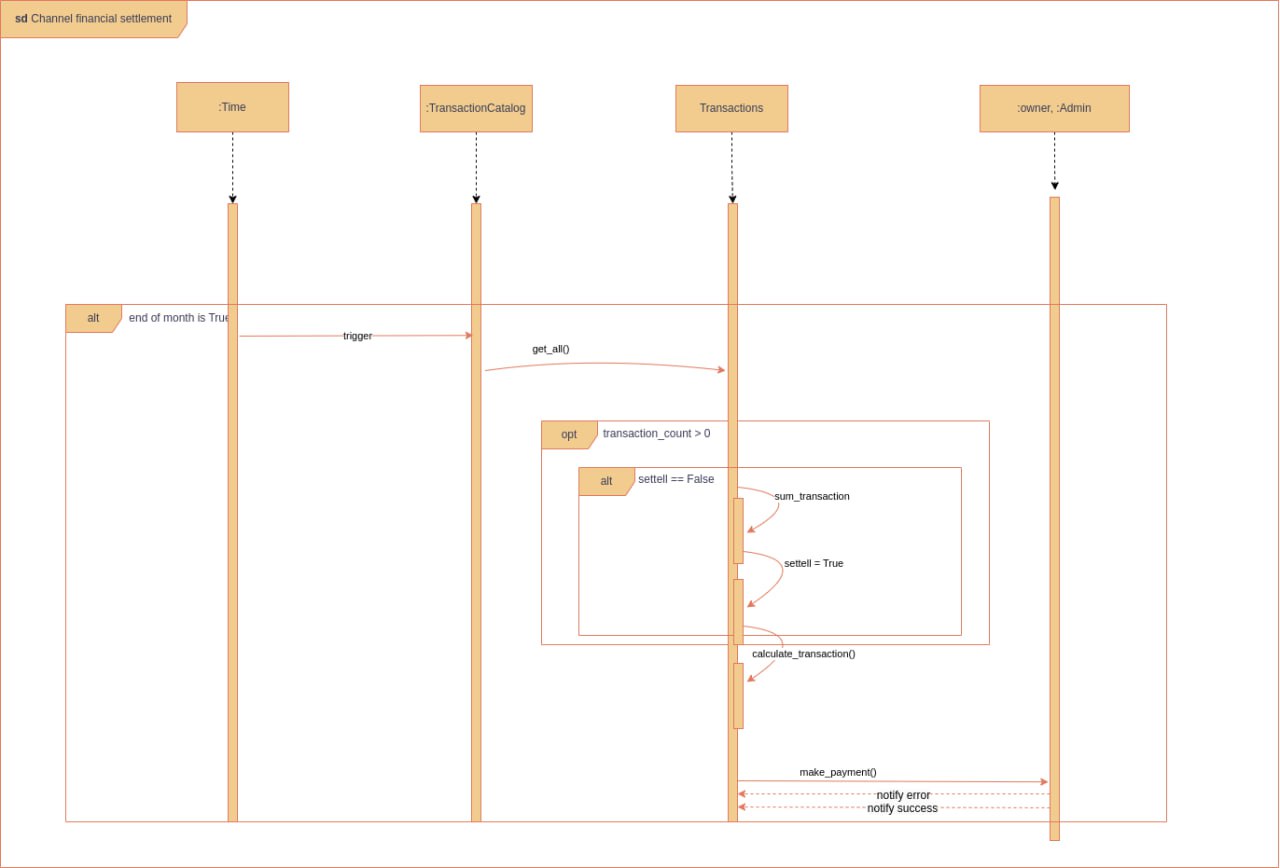 sd Channel financial settlement
:Time
:TransactionCatalog
Transactions
:owner, :Admin
alt
end of month is True
trigger
get_all()
opt
transaction_count > 0
alt
settell == False
sum_transaction
settell = True
calculate_transaction()
make_payment()
notify error
notify success